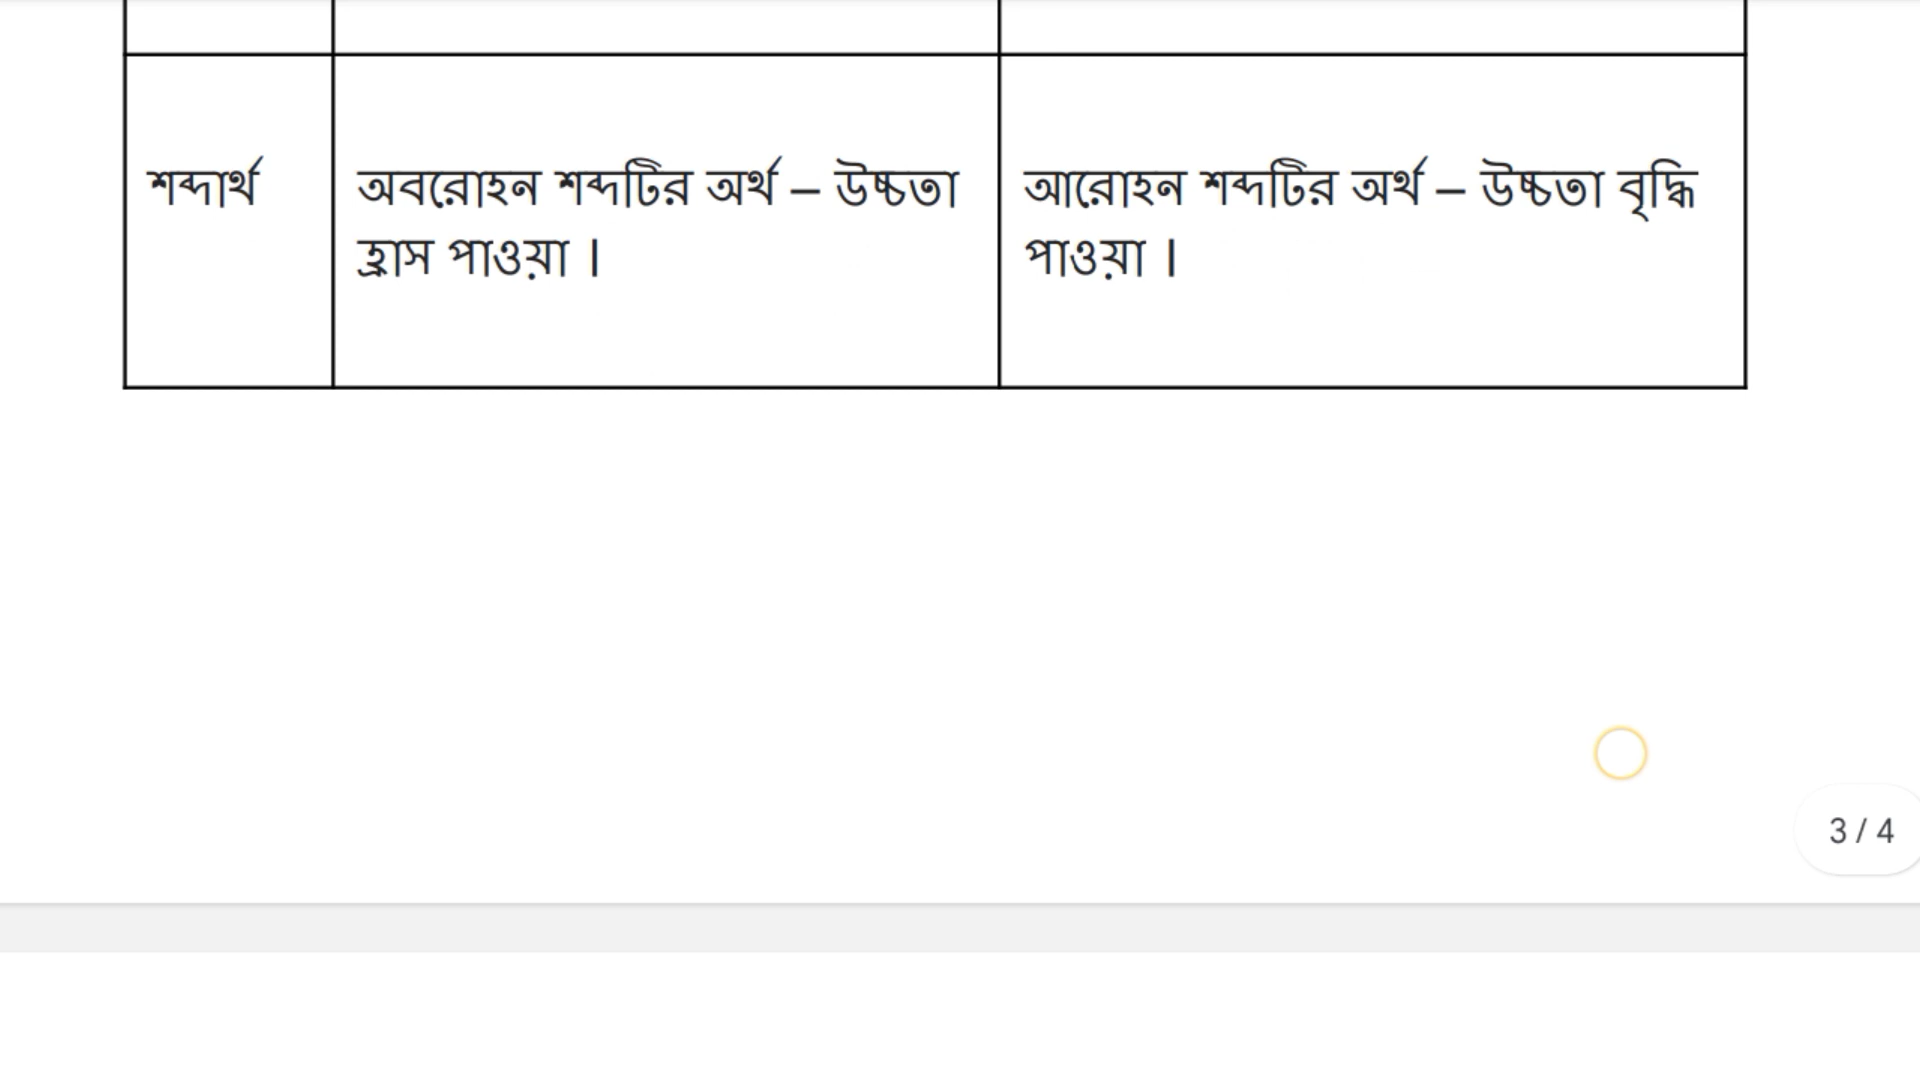 শব্দার্থ
অবরোহন শব্দটির অর্থ – উচ্চতা
হ্রাস পাওয়া ।
আরোহন শব্দটির অর্থ – উচ্চতা বৃদ্ধি
পাওয়া ।
3 / 4